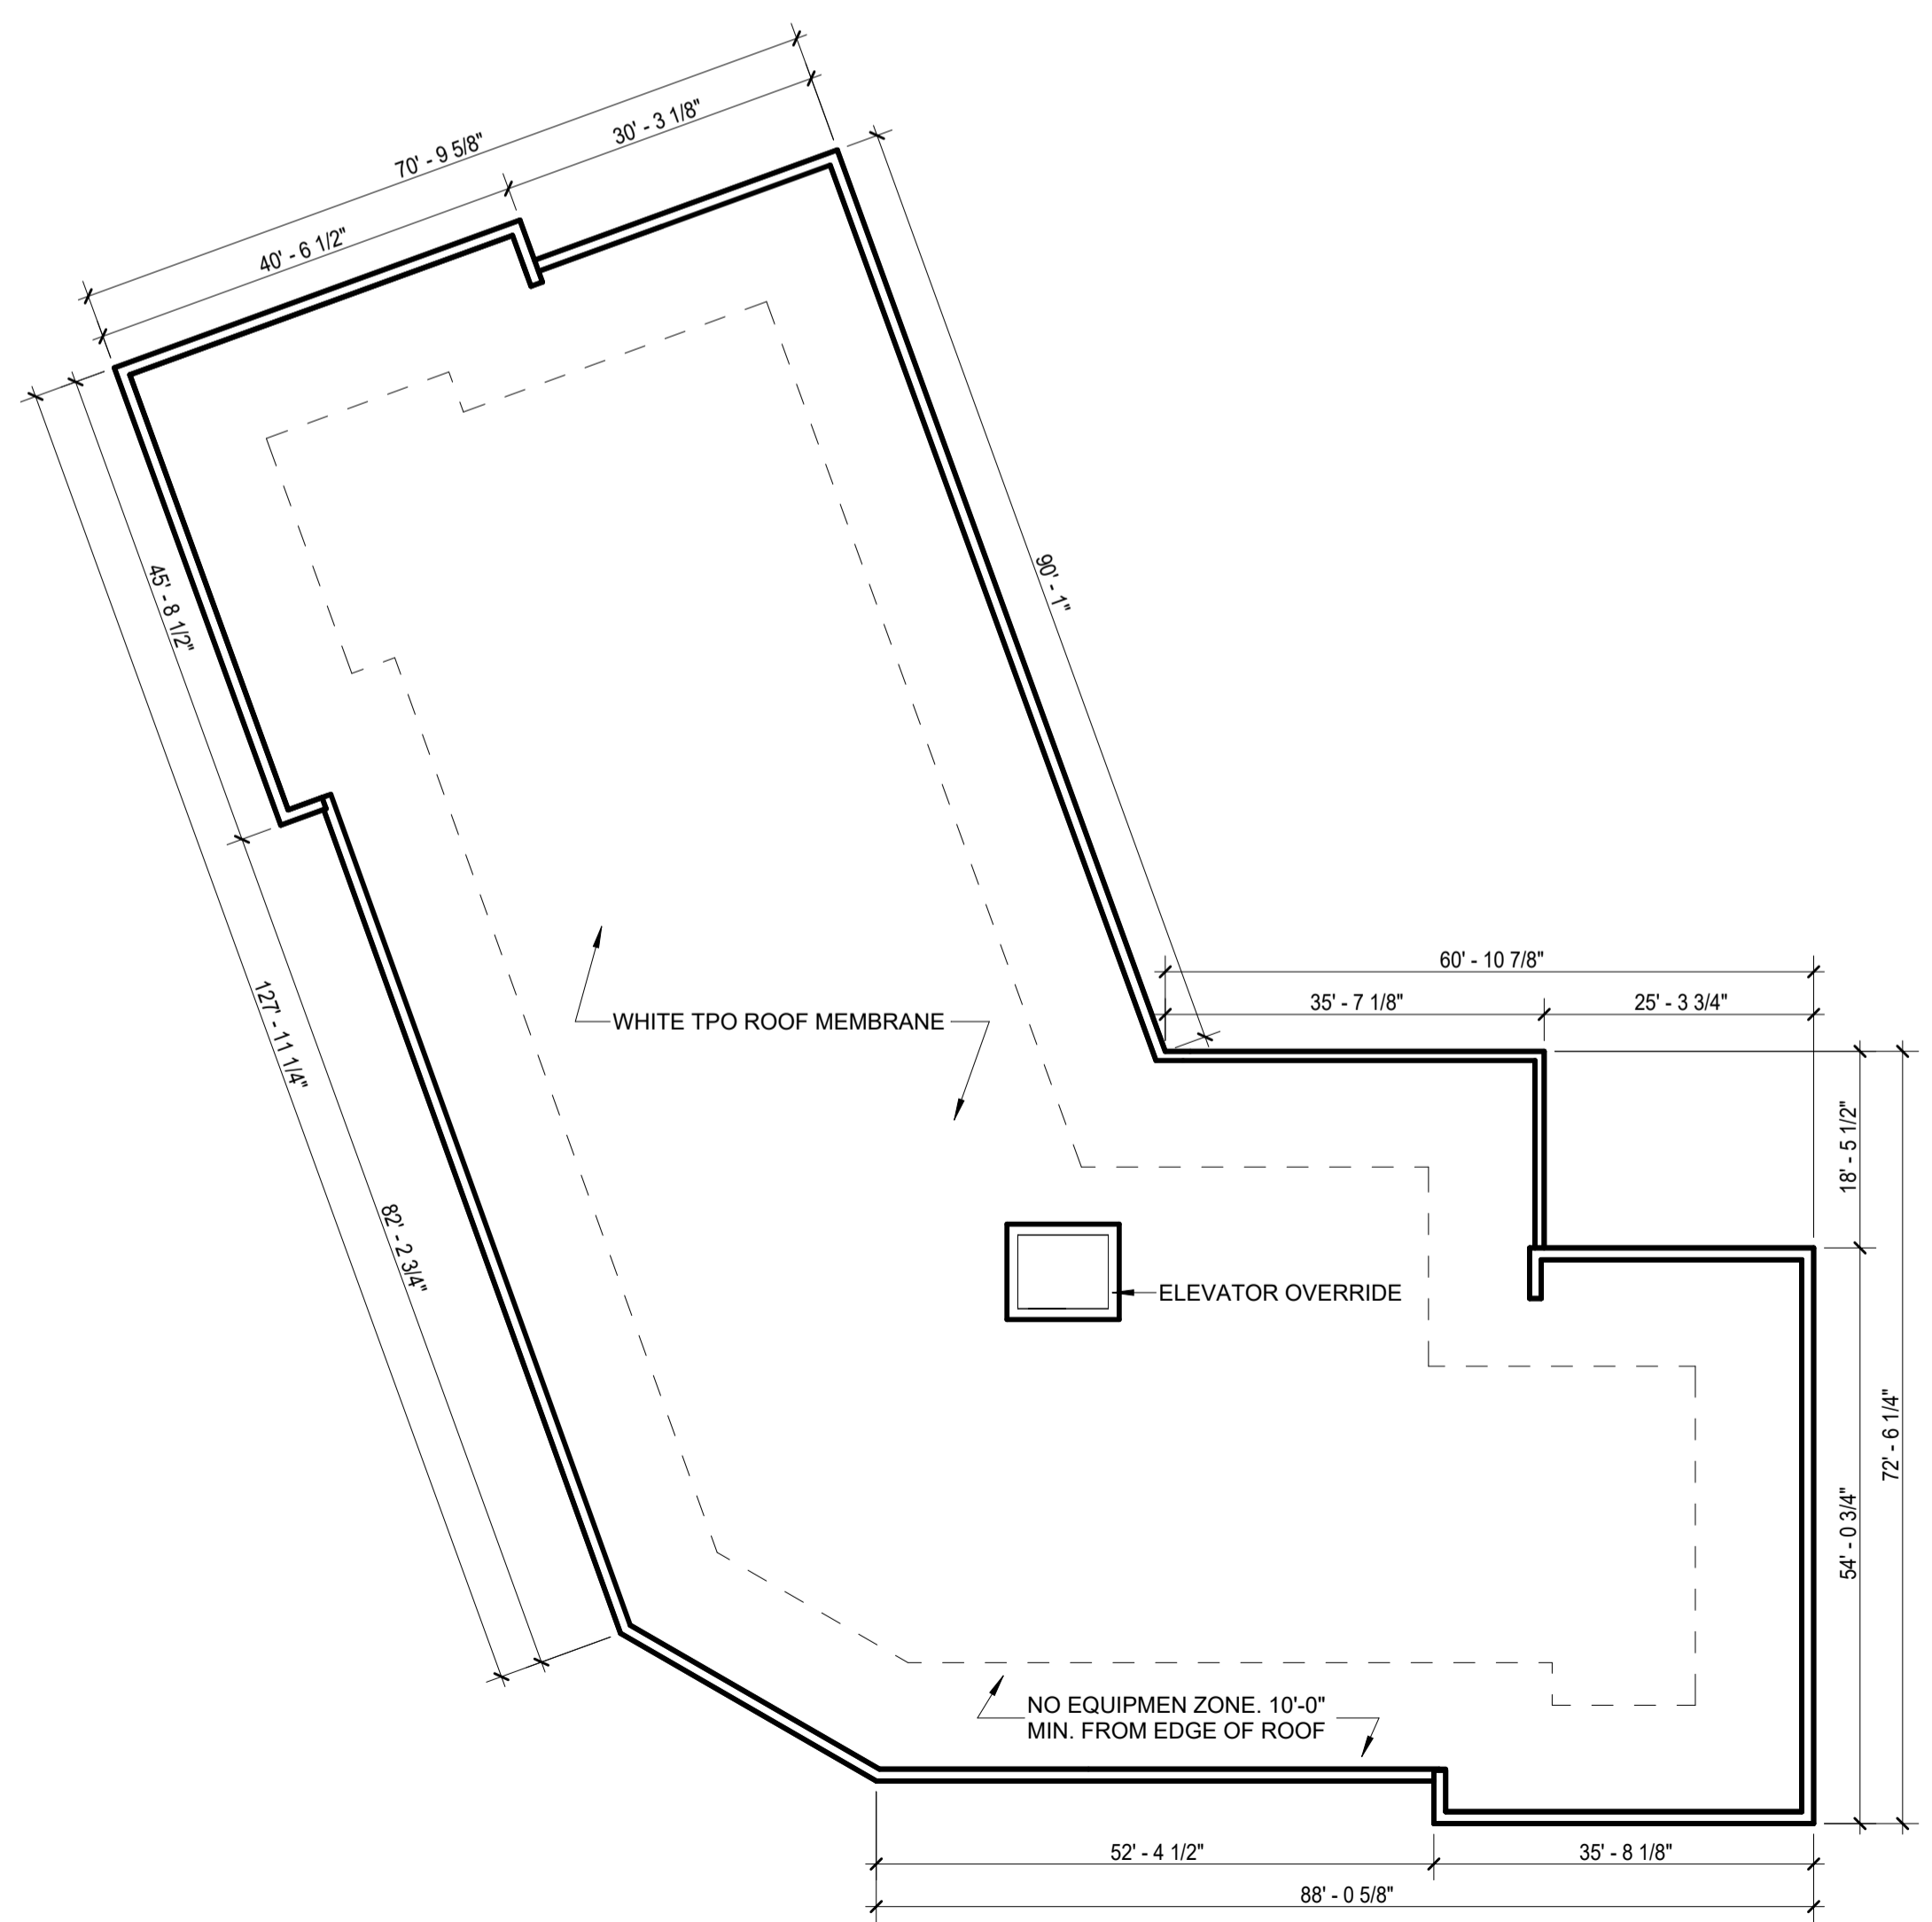 70' - 9 5/8"
30' - 3 1/8"
40' - 6 1/2"
90' - 1"
45' - 8 1/2"
127' - 11 1/4"
82' - 2 3/4"
WHITE TPO ROOF MEMBRANE
60' - 10 7/8"
35' - 7 1/8"
25' - 3 3/4"
18' - 5 1/2"
72' - 6 1/4"
54' - 0 3/4"
ELEVATOR OVERRIDE
NO EQUIPMEN ZONE. 10'-0"
MIN. FROM EDGE OF ROOF
52' - 4 1/2"
35' - 8 1/8"
88' - 0 5/8"